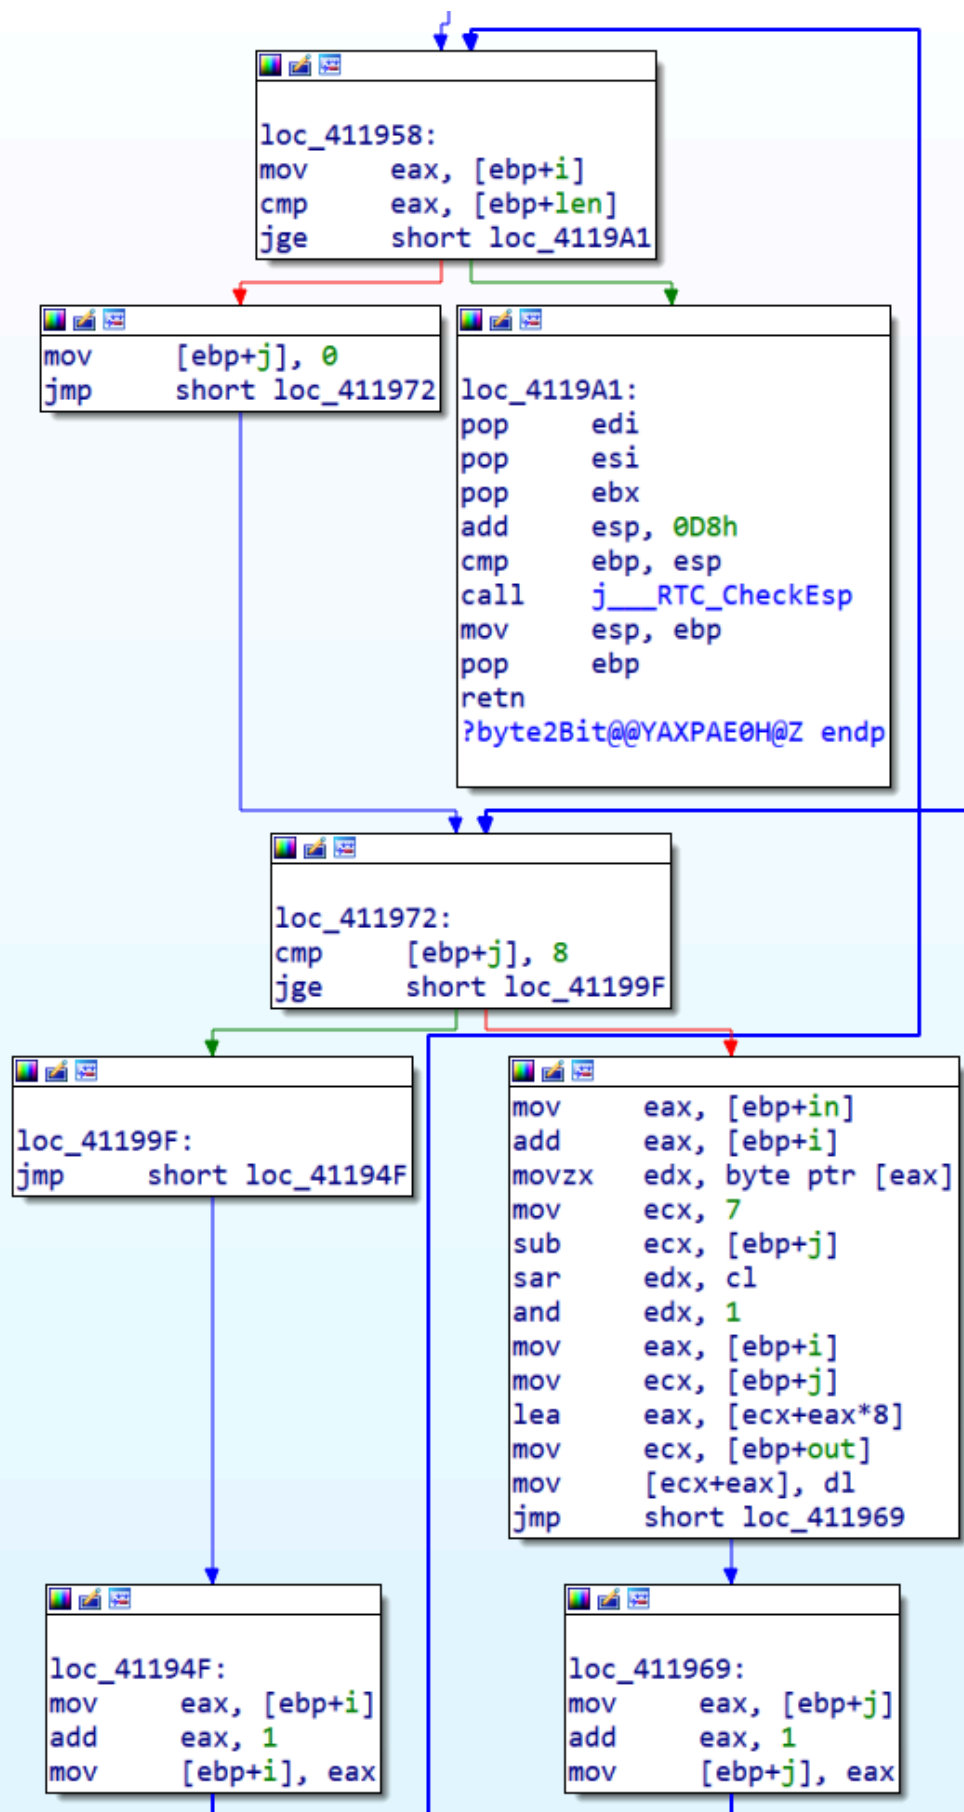 loc_411958:
mov eax, [ebp+i]
cmp eax, [ebp+len]
jge short loc_4119A1
mov [ebp+j], 0
jmp short loc_411972
loc_4119A1:
pop edi
pop esi
pop ebx
add esp, 0D8h
cmp ebp, esp
call j___RTC_CheckEsp
mov esp, ebp
pop ebp
retn
?byte2Bit@@YAXPAE0H@Z endp
loc_411972:
cmp [ebp+j], 8
jge short loc_41199F
loc_41199F:
jmp short loc_41194F
mov eax, [ebp+in]
add eax, [ebp+i]
movzx edx, byte ptr [eax]
mov ecx, 7
sub ecx, [ebp+j]
sar edx, cl
and edx, 1
mov eax, [ebp+i]
mov ecx, [ebp+j]
lea eax, [ecx+eax*8]
mov ecx, [ebp+out]
mov [ecx+eax], dl
jmp short loc_411969
loc_41194F:
mov eax, [ebp+i]
add eax, 1
mov [ebp+i], eax
loc_411969:
mov eax, [ebp+j]
add eax, 1
mov [ebp+j], eax